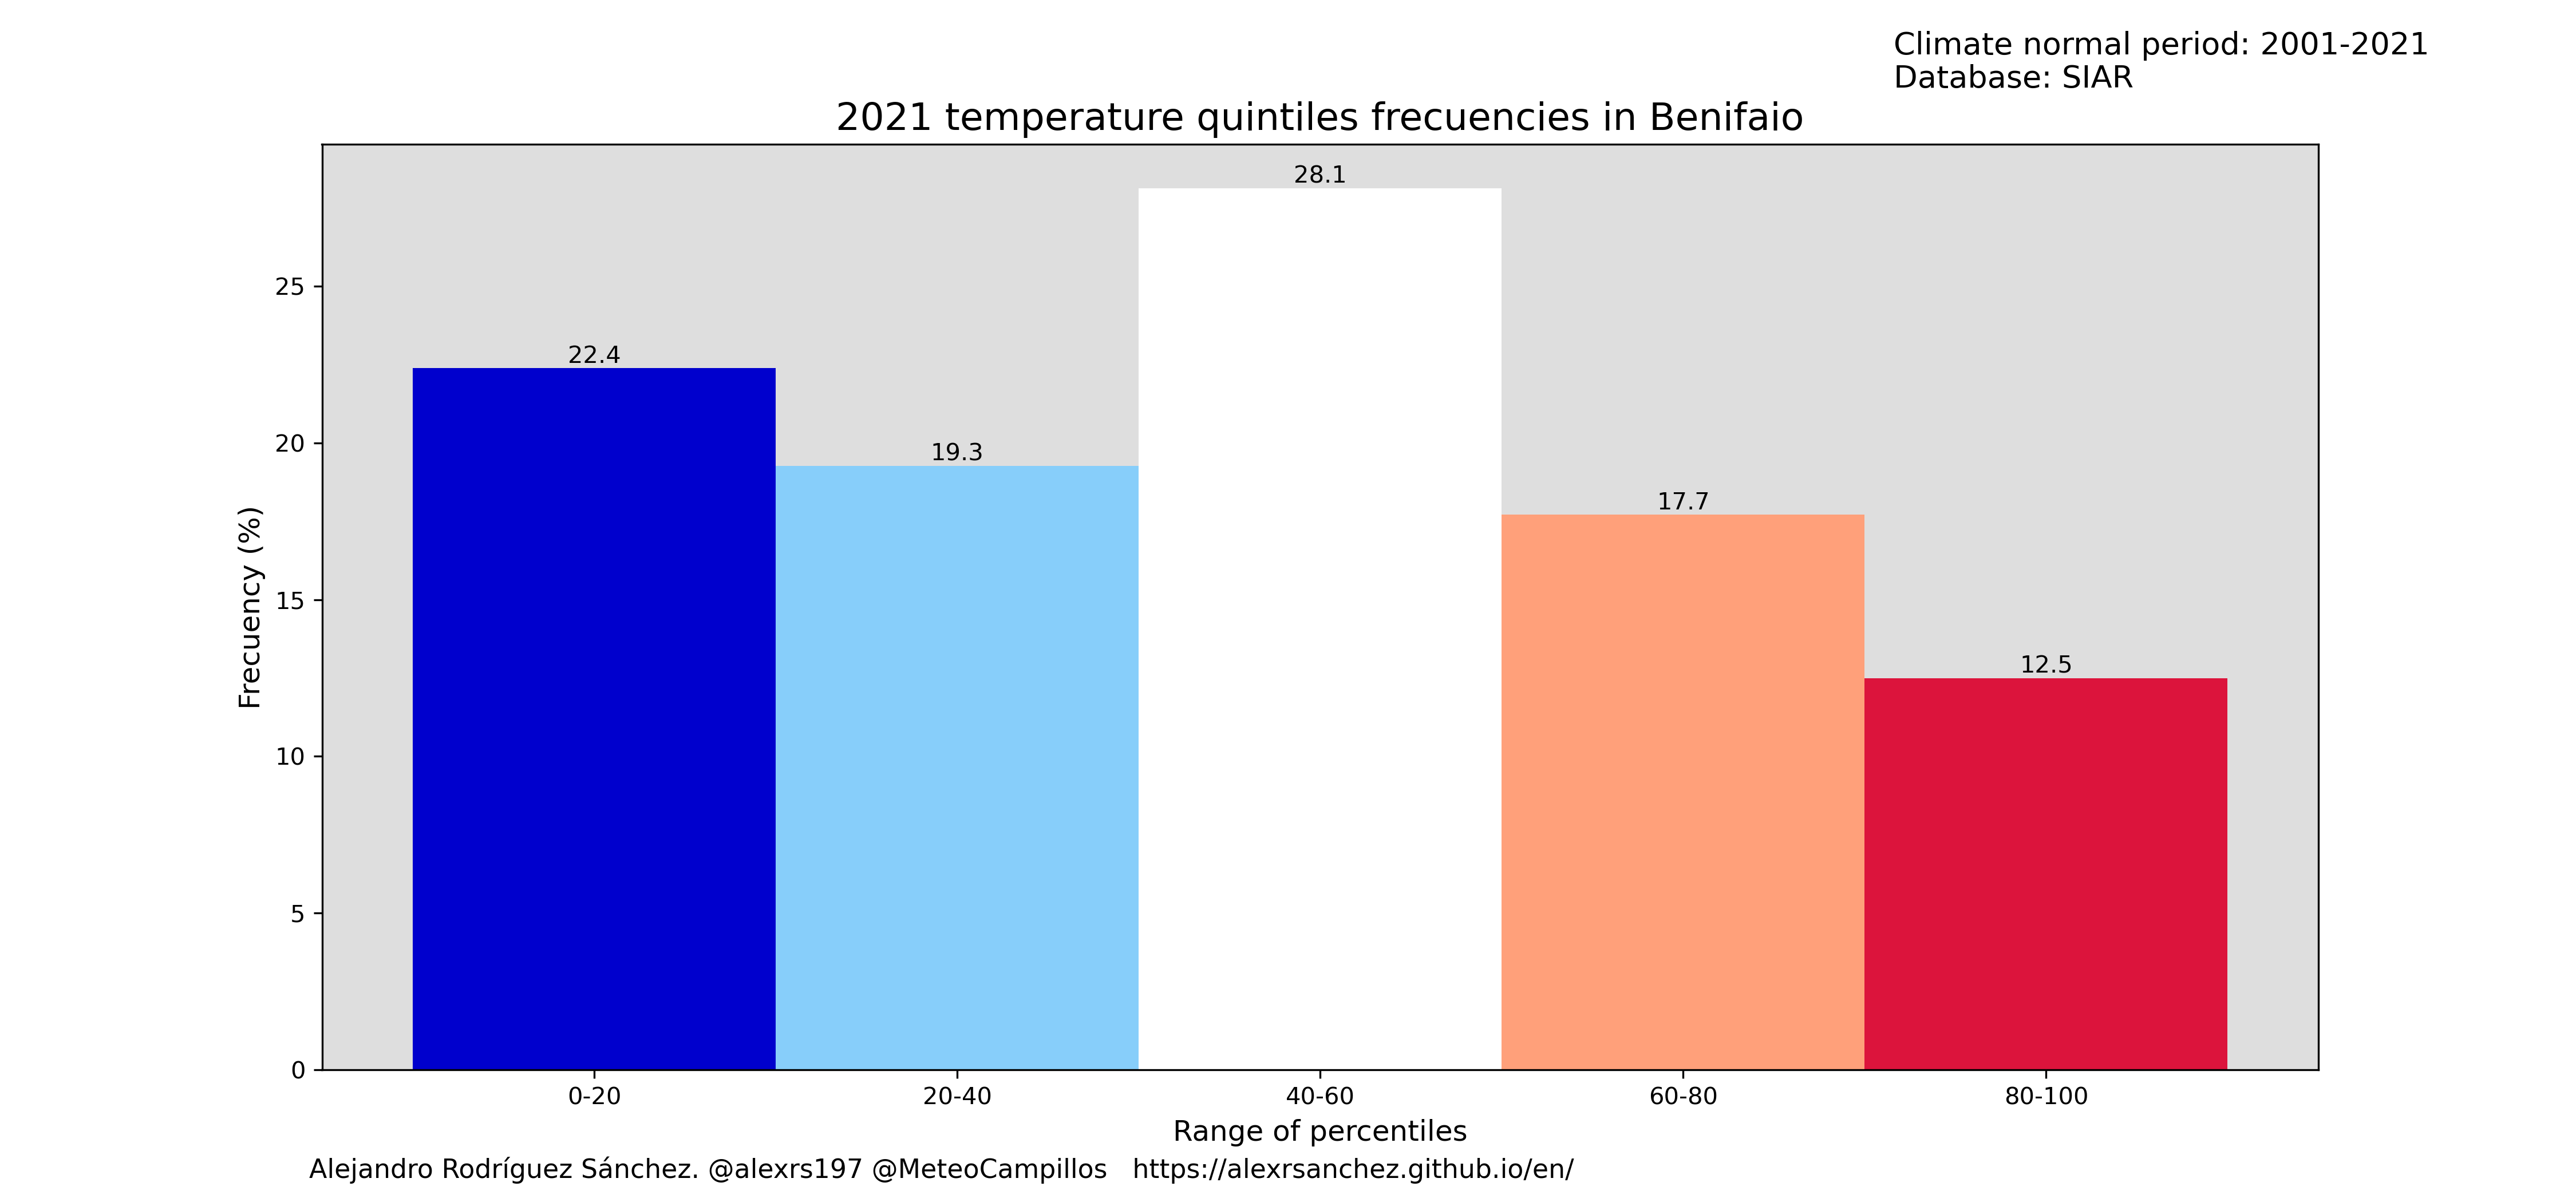 Climate normal period: 2001-2021
Database: SIAR
2021 temperature quintiles frecuencies in Benifaio
28.1
25
22.4
20
19.3
17.7
Frecuency (%)
15
12.5
10
5
0
0-20
20-40
40-60
60-80
80-100
Range of percentiles
Alejandro Rodríguez Sánchez. @alexrs197 @MeteoCampillos   https://alexrsanchez.github.io/en/